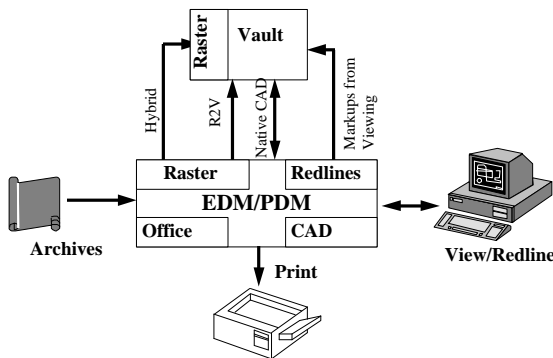 Raster
Vault
Hybrid
R2V
Native CAD
Markups from
Viewing
Raster
Redlines
EDM/PDM
Office
CAD
Archives
View/Redline
Print